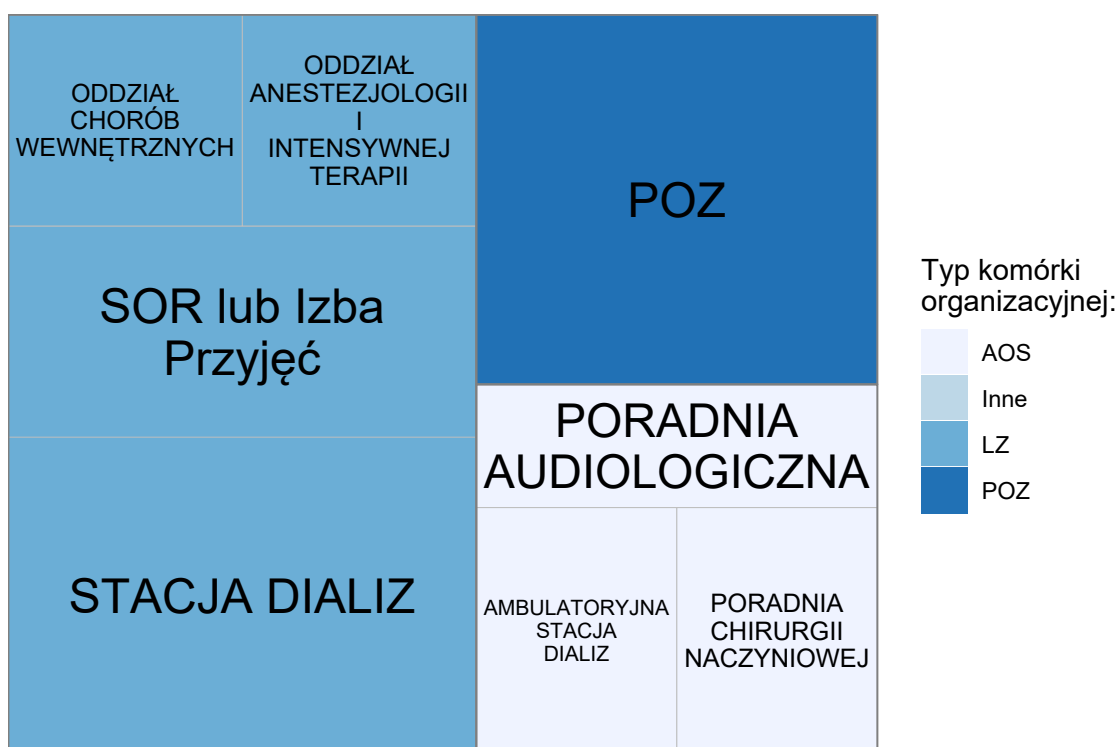 ODDZIAŁ
CHORÓB
WEWNĘTRZNYCH
ODDZIAŁ
ANESTEZJOLOGII
I
INTENSYWNEJ
TERAPII
SOR lub Izba
Przyjęć
STACJA DIALIZ
POZ
PORADNIA
AUDIOLOGICZNA
AMBULATORYJNA
STACJA
DIALIZ
PORADNIA
CHIRURGII
NACZYNIOWEJ
Typ komórki
organizacyjnej:
AOS
Inne
LZ
POZ